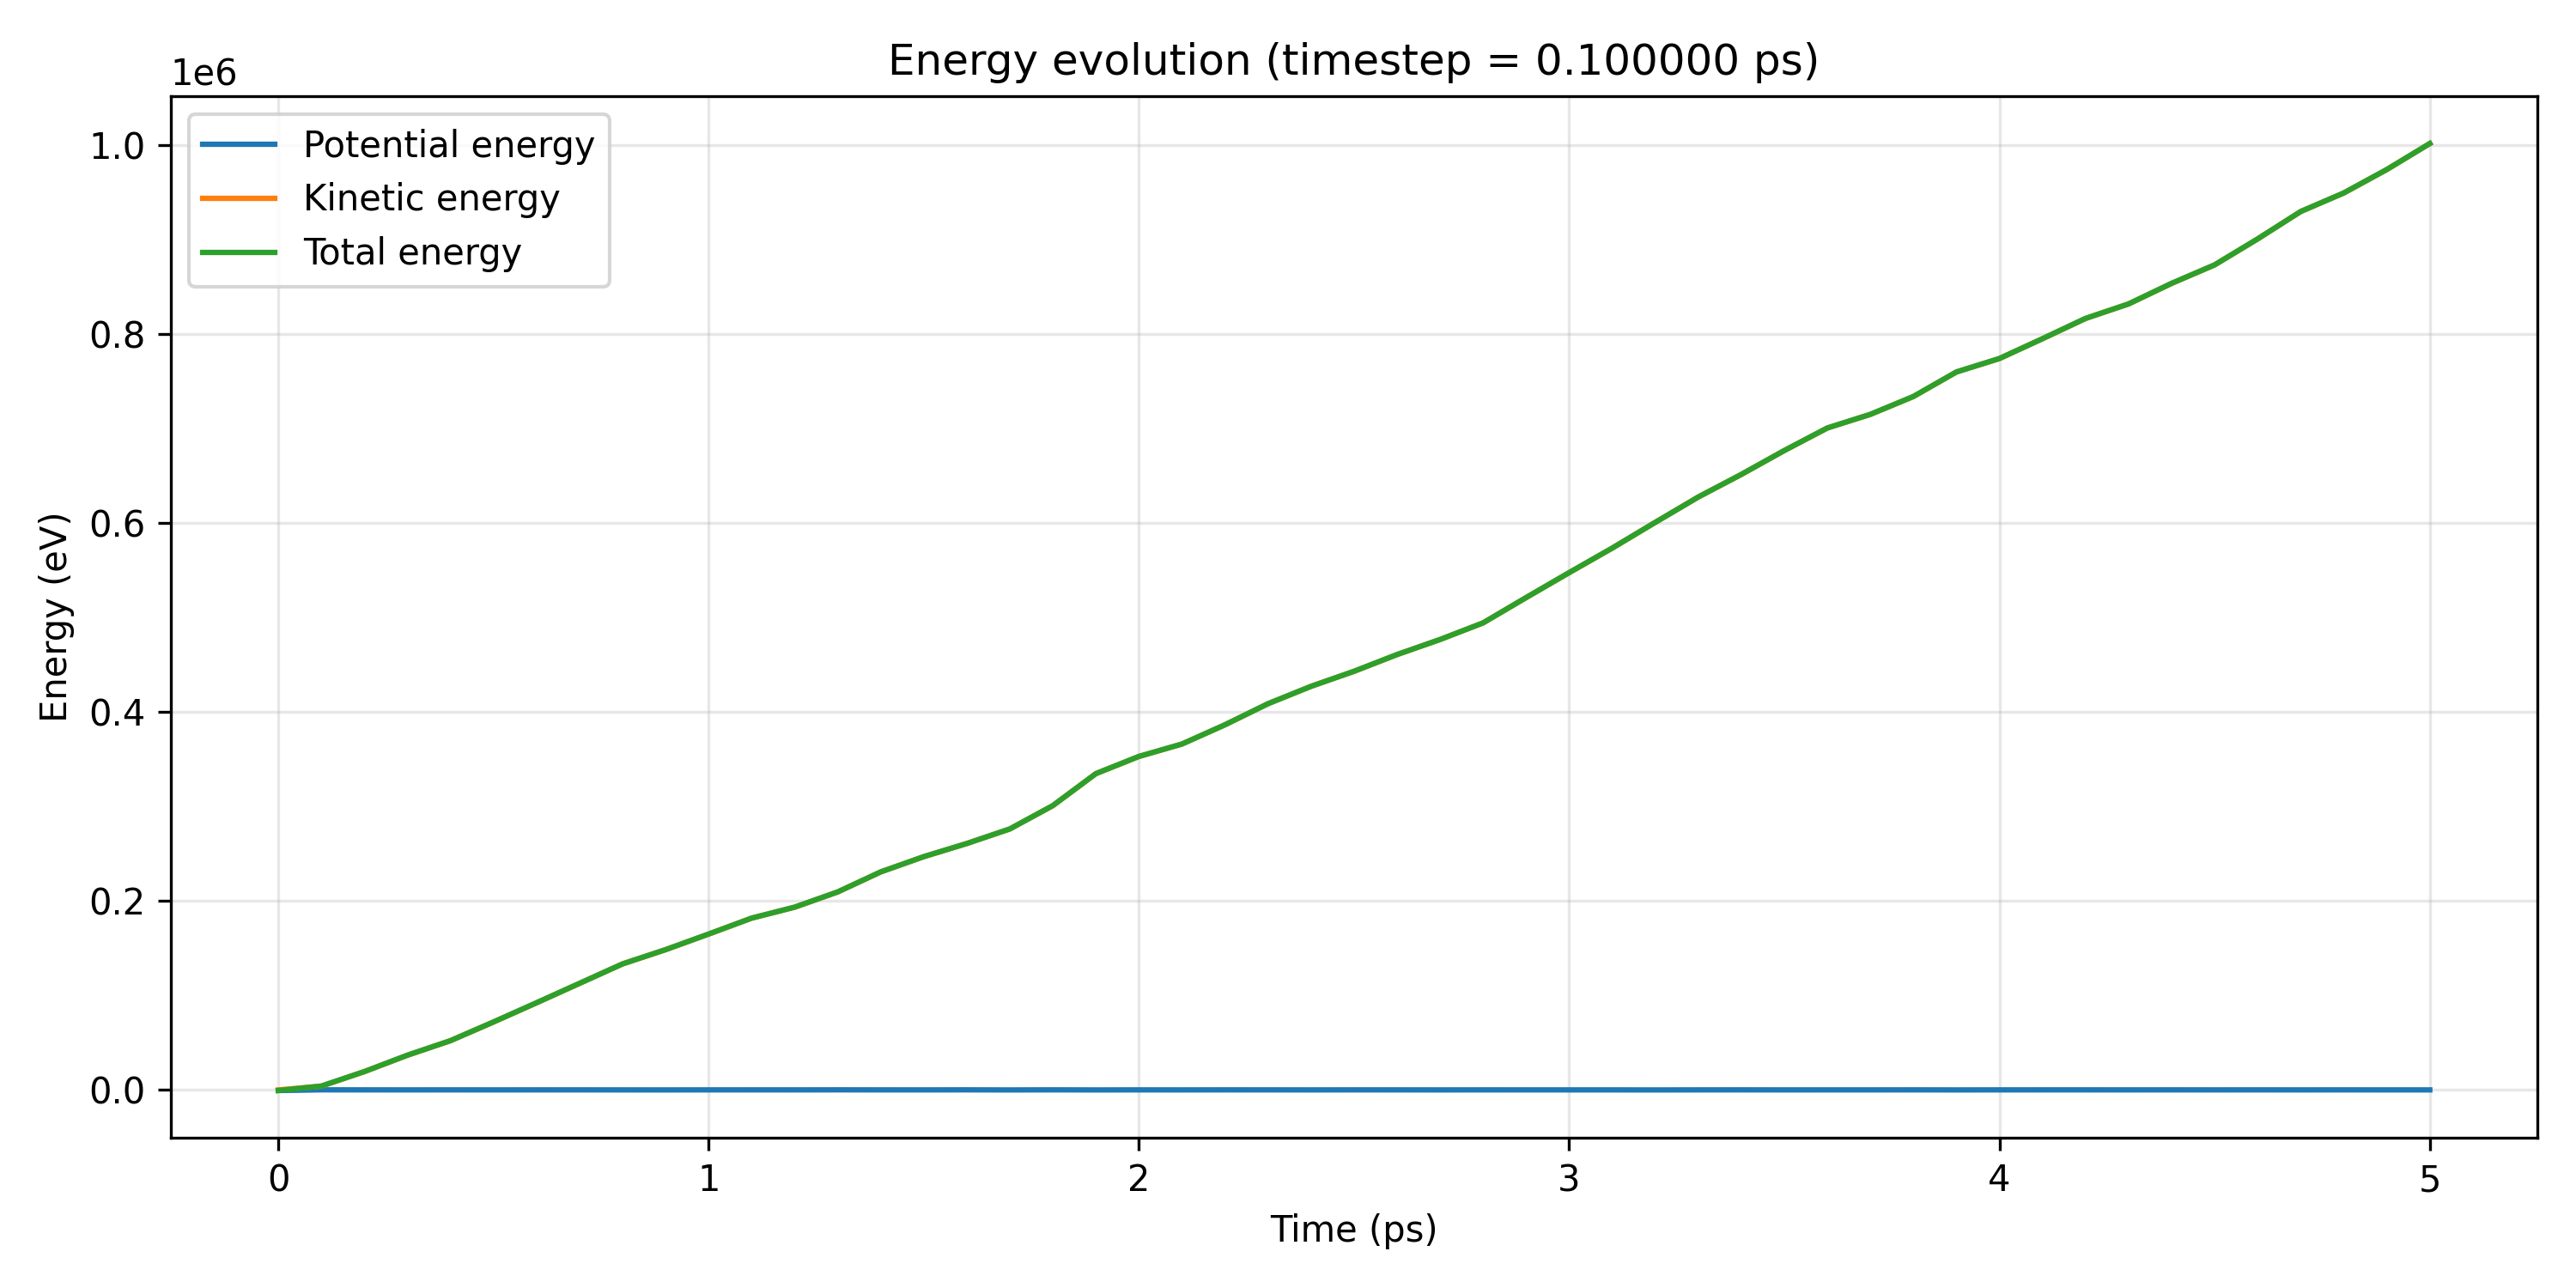 Energy evolution (timestep = 0.100000 ps)
1e6
Potential energy
Kinetic energy
Total energy
1.0
0.8
0.6
0.4
0.2
0.0
Energy (eV)
0 1 2 3 4 5
Time (ps)